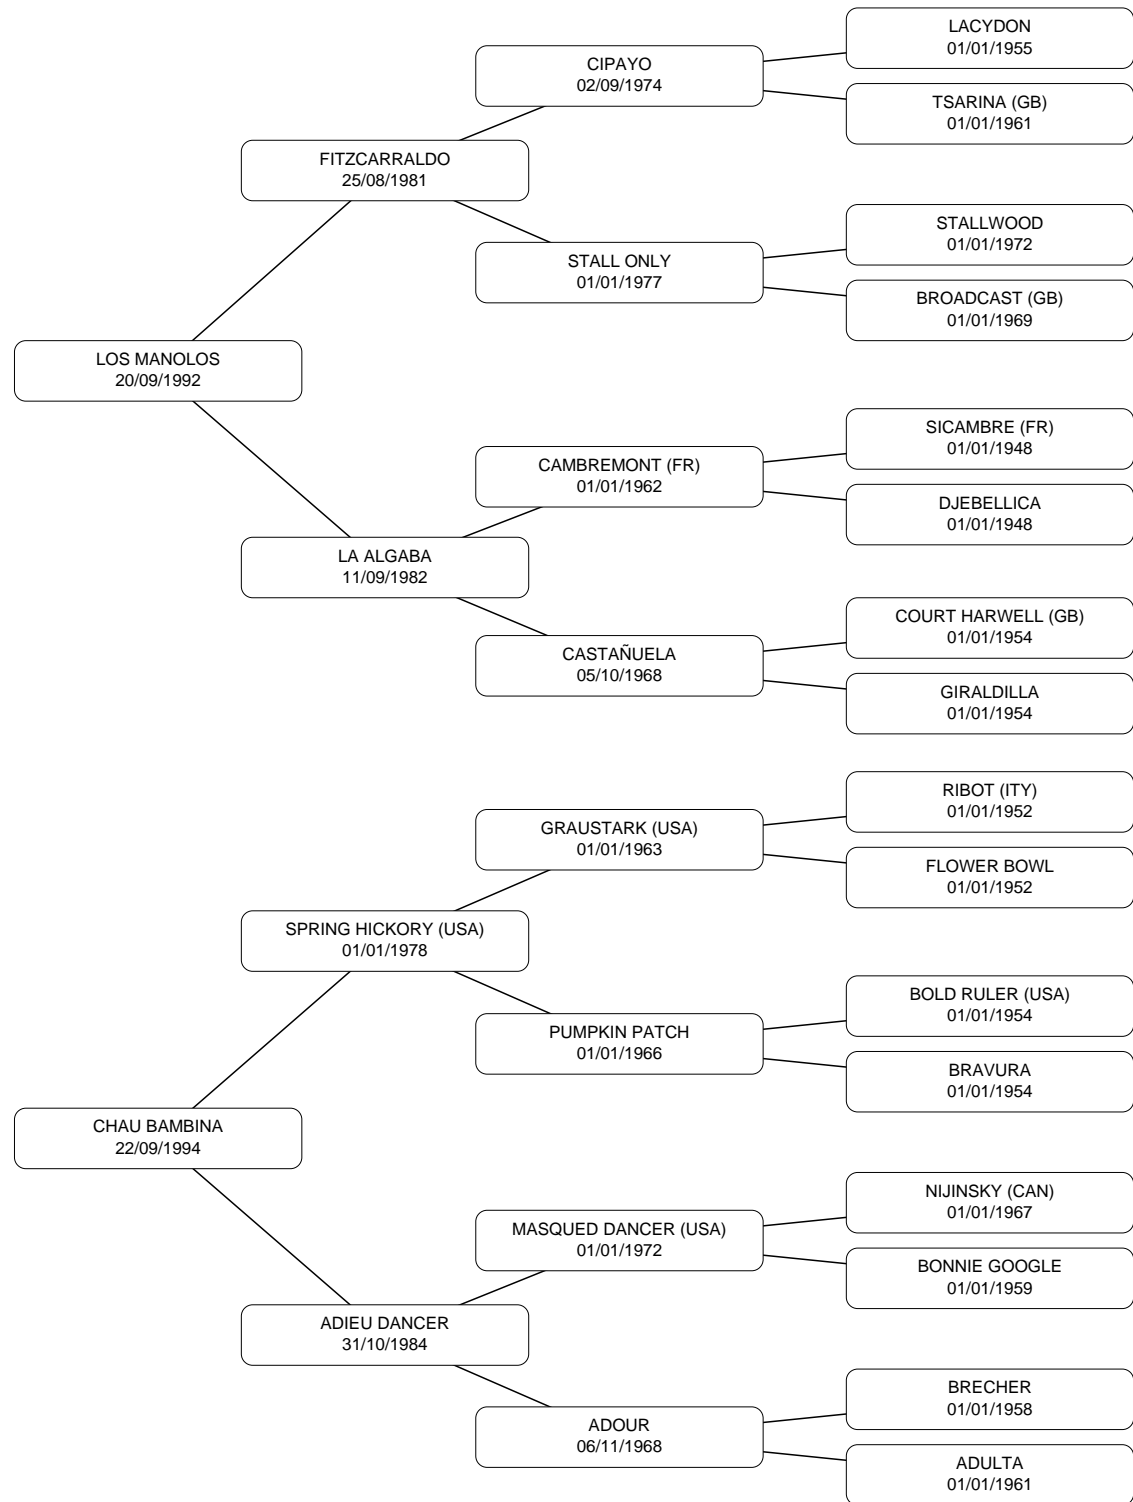 LACYDON
01/01/1955
CIPAYO
02/09/1974
TSARINA (GB)
01/01/1961
FITZCARRALDO
25/08/1981
STALLWOOD
01/01/1972
STALL ONLY
01/01/1977
BROADCAST (GB)
01/01/1969
LOS MANOLOS
20/09/1992
SICAMBRE (FR)
01/01/1948
CAMBREMONT (FR)
01/01/1962
DJEBELLICA
01/01/1948
LA ALGABA
11/09/1982
COURT HARWELL (GB)
01/01/1954
CASTAÑUELA
05/10/1968
GIRALDILLA
01/01/1954
RIBOT (ITY)
01/01/1952
GRAUSTARK (USA)
01/01/1963
FLOWER BOWL
01/01/1952
SPRING HICKORY (USA)
01/01/1978
BOLD RULER (USA)
01/01/1954
PUMPKIN PATCH
01/01/1966
BRAVURA
01/01/1954
CHAU BAMBINA
22/09/1994
NIJINSKY (CAN)
01/01/1967
MASQUED DANCER (USA)
01/01/1972
BONNIE GOOGLE
01/01/1959
ADIEU DANCER
31/10/1984
BRECHER
01/01/1958
ADOUR
06/11/1968
ADULTA
01/01/1961